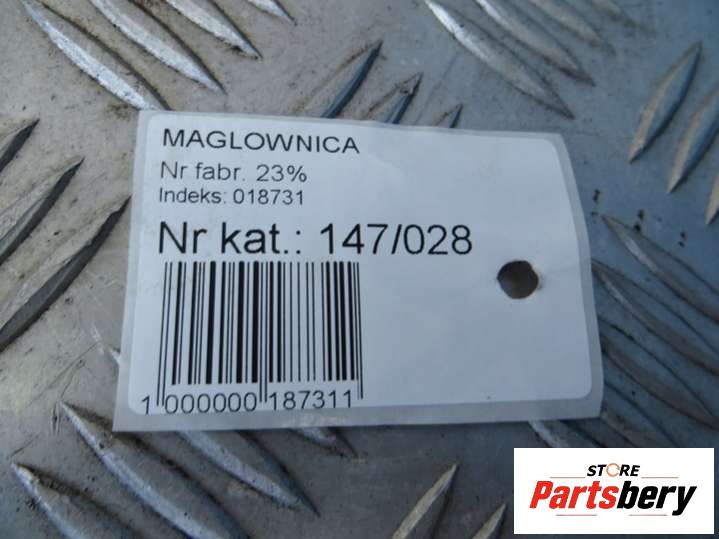 MAGLOWNICA
Nr fabr. 23%
Indeks: 018731
Nr kat.: 147/028
1 000000 187311
STORE
Partsbery